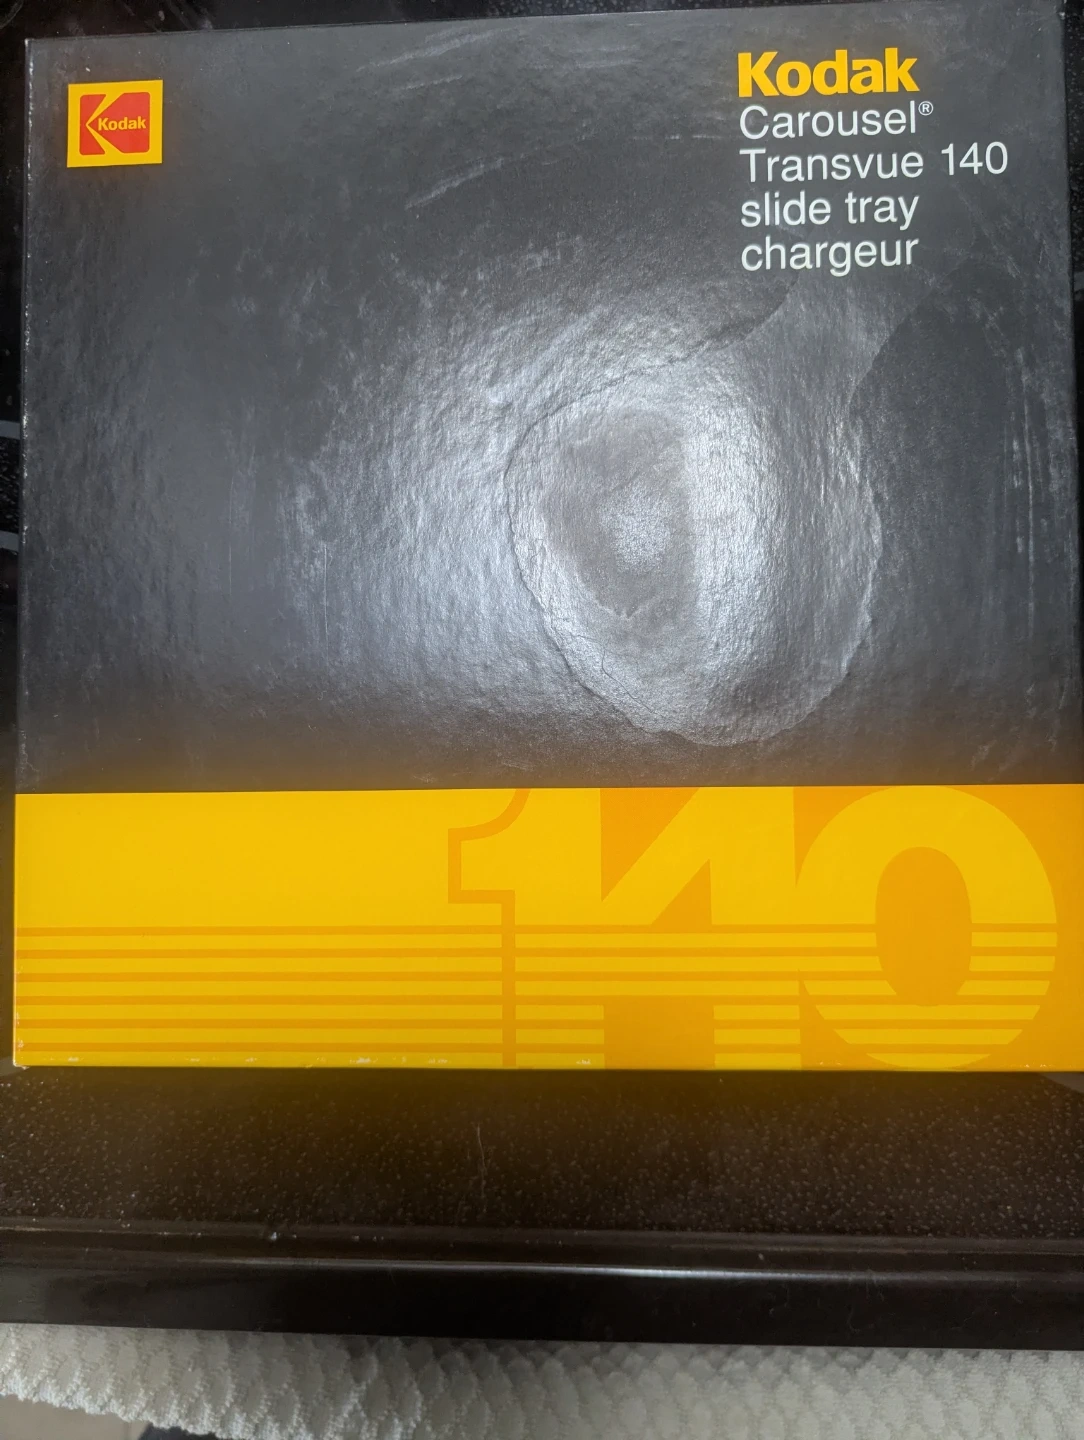 Kodak
Kodak
Carousel®
Transvue 140
slide tray
chargeur
140